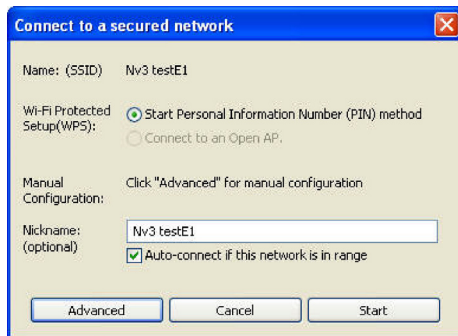 Connect to a secured network
Name: (SSID) Nv3 testE1
Wi-Fi Protected Setup(WPS): Start Personal Information Number (PIN) method
Connect to an Open AP.
Manual Configuration: Click "Advanced" for manual configuration
Nickname: (optional) Nv3 testE1
Auto-connect if this network is in range
Advanced Cancel Start